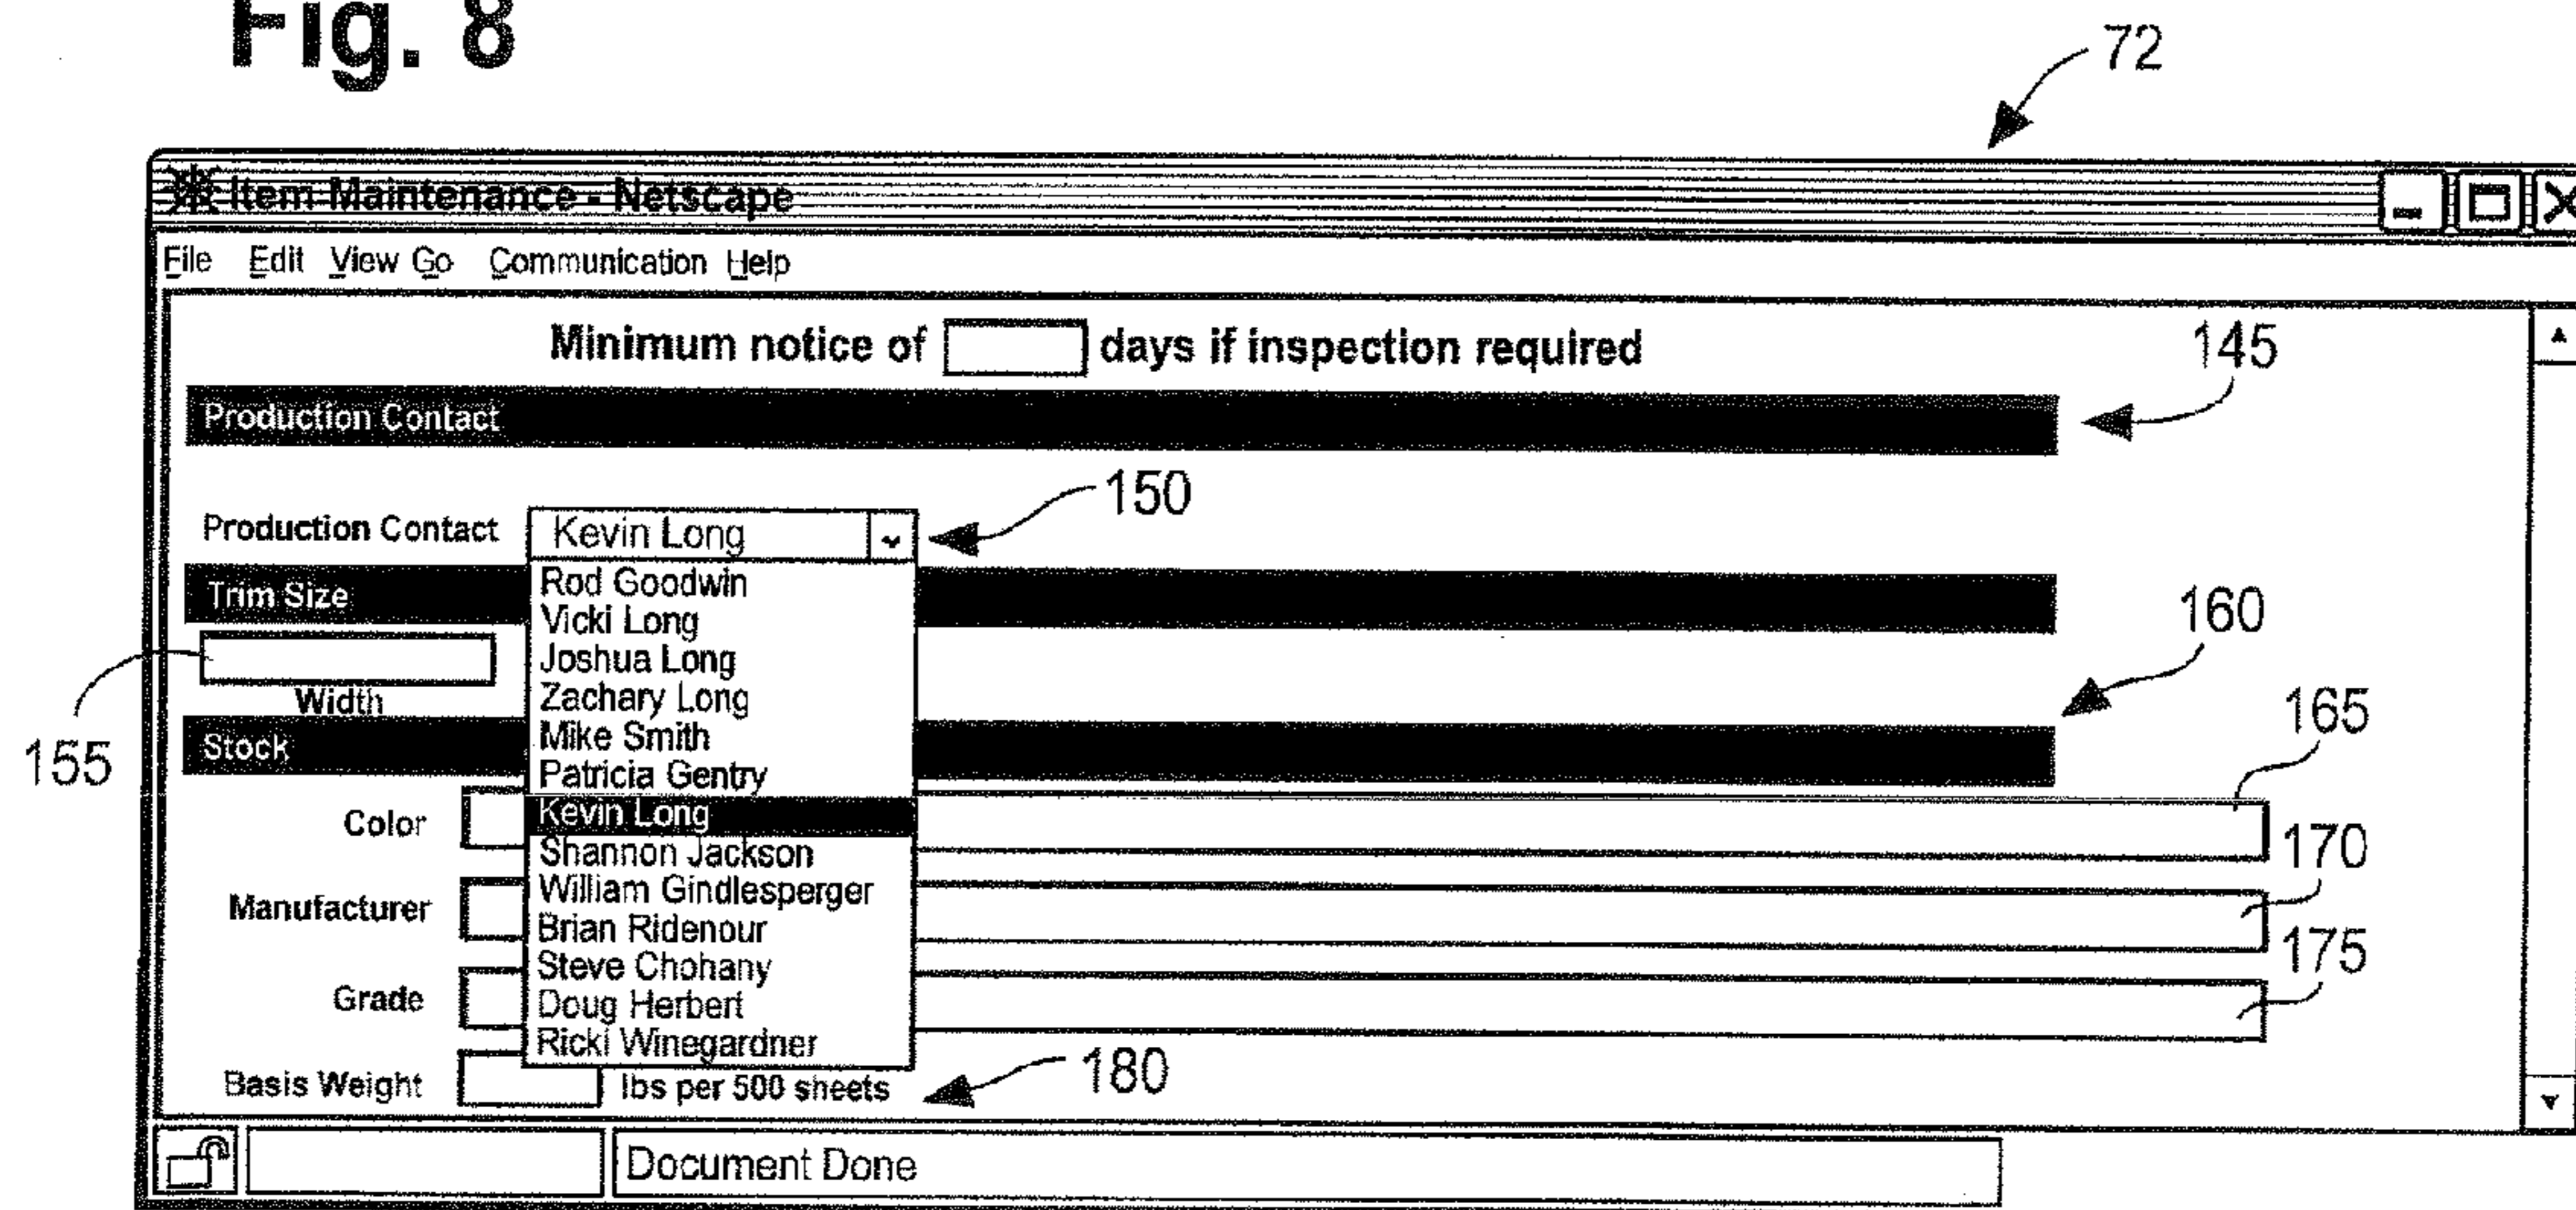 Fig. 8
72
Item Maintenance - Netscape
File Edit View Go Communication Help
Minimum notice of days if inspection required
145
Production Contact
150
Production Contact Kevin Long
Rod Goodwin
Trim Size
Vicki Long
160
Joshua Long
155
Width
Zachary Long
165
Mike Smith
Stock
Patricia Gentry
Color
Kevin Long
170
Shannon Jackson
Manufacturer
William Gindlesperger
Brian Ridenour
175
Steve Chohany
Grade
Doug Herbert
Ricki Winegardner
180
Basis Weight lbs per 500 sheets
Document Done